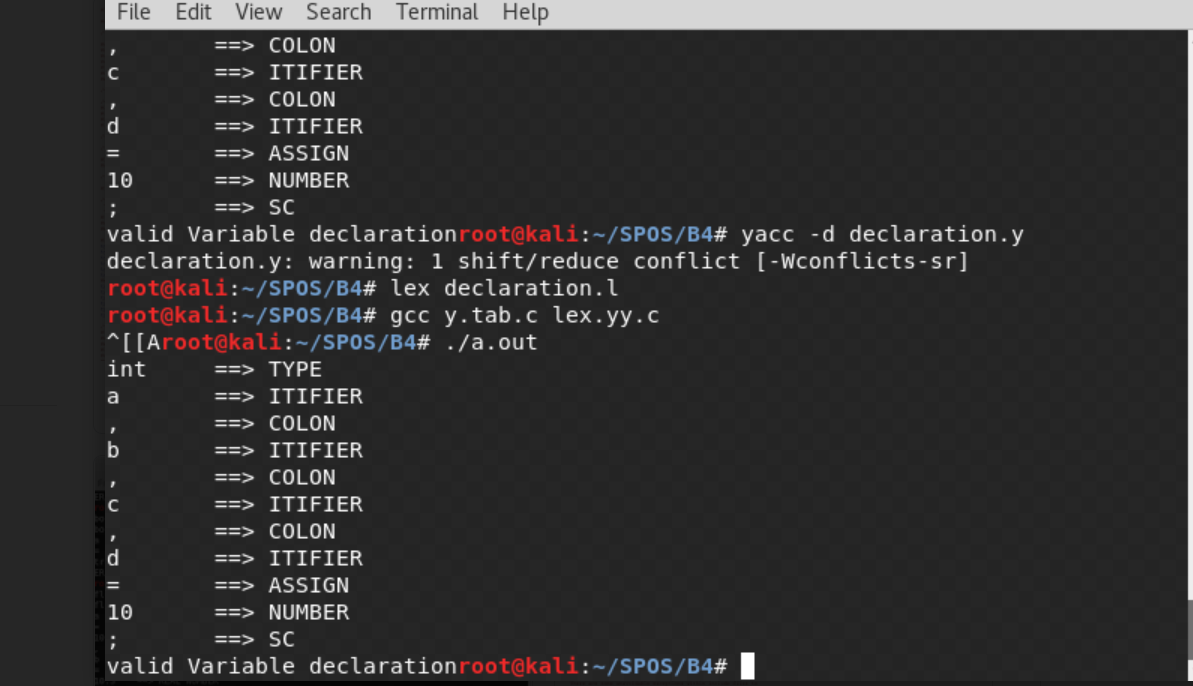 File Edit View Search Terminal Help
, ==> COLON
c ==> ITIFIER
, ==> COLON
d ==> ITIFIER
= ==> ASSIGN
10 ==> NUMBER
; ==> SC
valid Variable declarationroot@kali:~/SPOS/B4# yacc -d declaration.y
declaration.y: warning: 1 shift/reduce conflict [-Wconflicts-sr]
root@kali:~/SPOS/B4# lex declaration.l
root@kali:~/SPOS/B4# gcc y.tab.c lex.yy.c
^[[Aroot@kali:~/SPOS/B4# ./a.out
int ==> TYPE
a ==> ITIFIER
, ==> COLON
b ==> ITIFIER
, ==> COLON
c ==> ITIFIER
, ==> COLON
d ==> ITIFIER
= ==> ASSIGN
10 ==> NUMBER
; ==> SC
valid Variable declarationroot@kali:~/SPOS/B4#